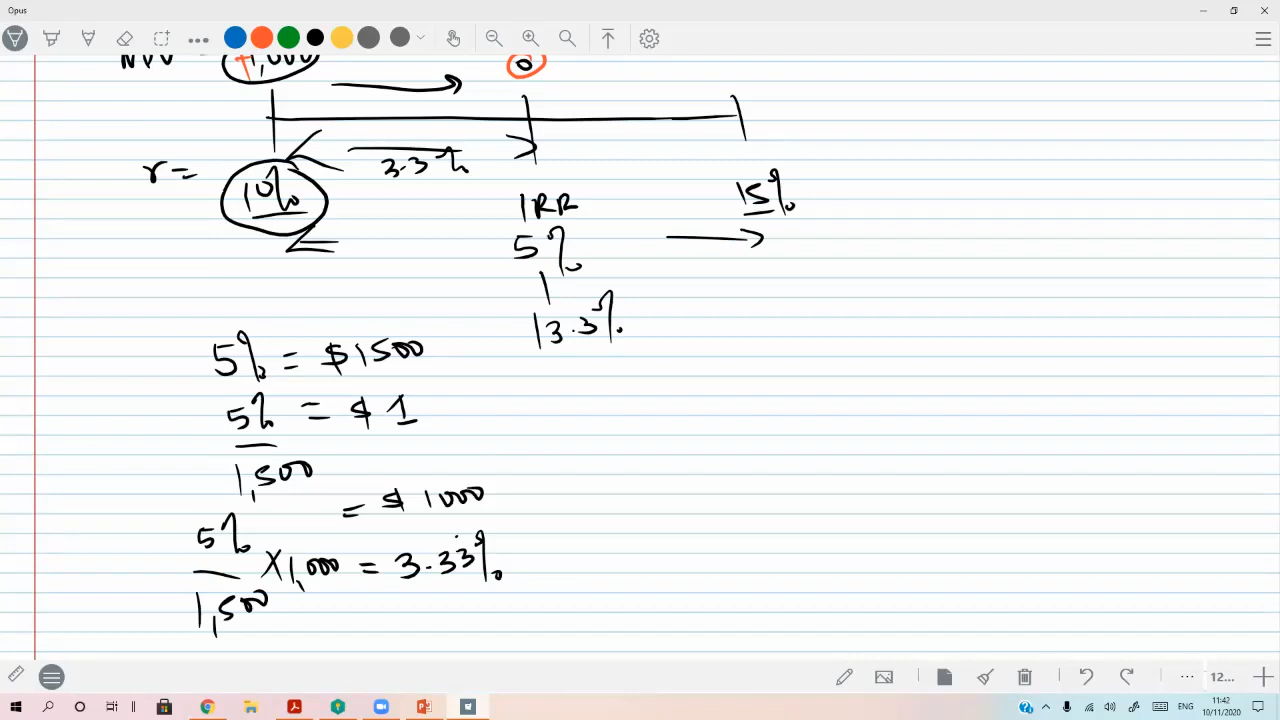 Opus
NPV +1,000 0
3.3%
r = 10% IRR 15%
5%
13.3%
5% = $1500
5% = $1
1,500
= $1000
5% × 1,000 = 3.33%
1,500
12...
ENG
11:42
10/11/2020